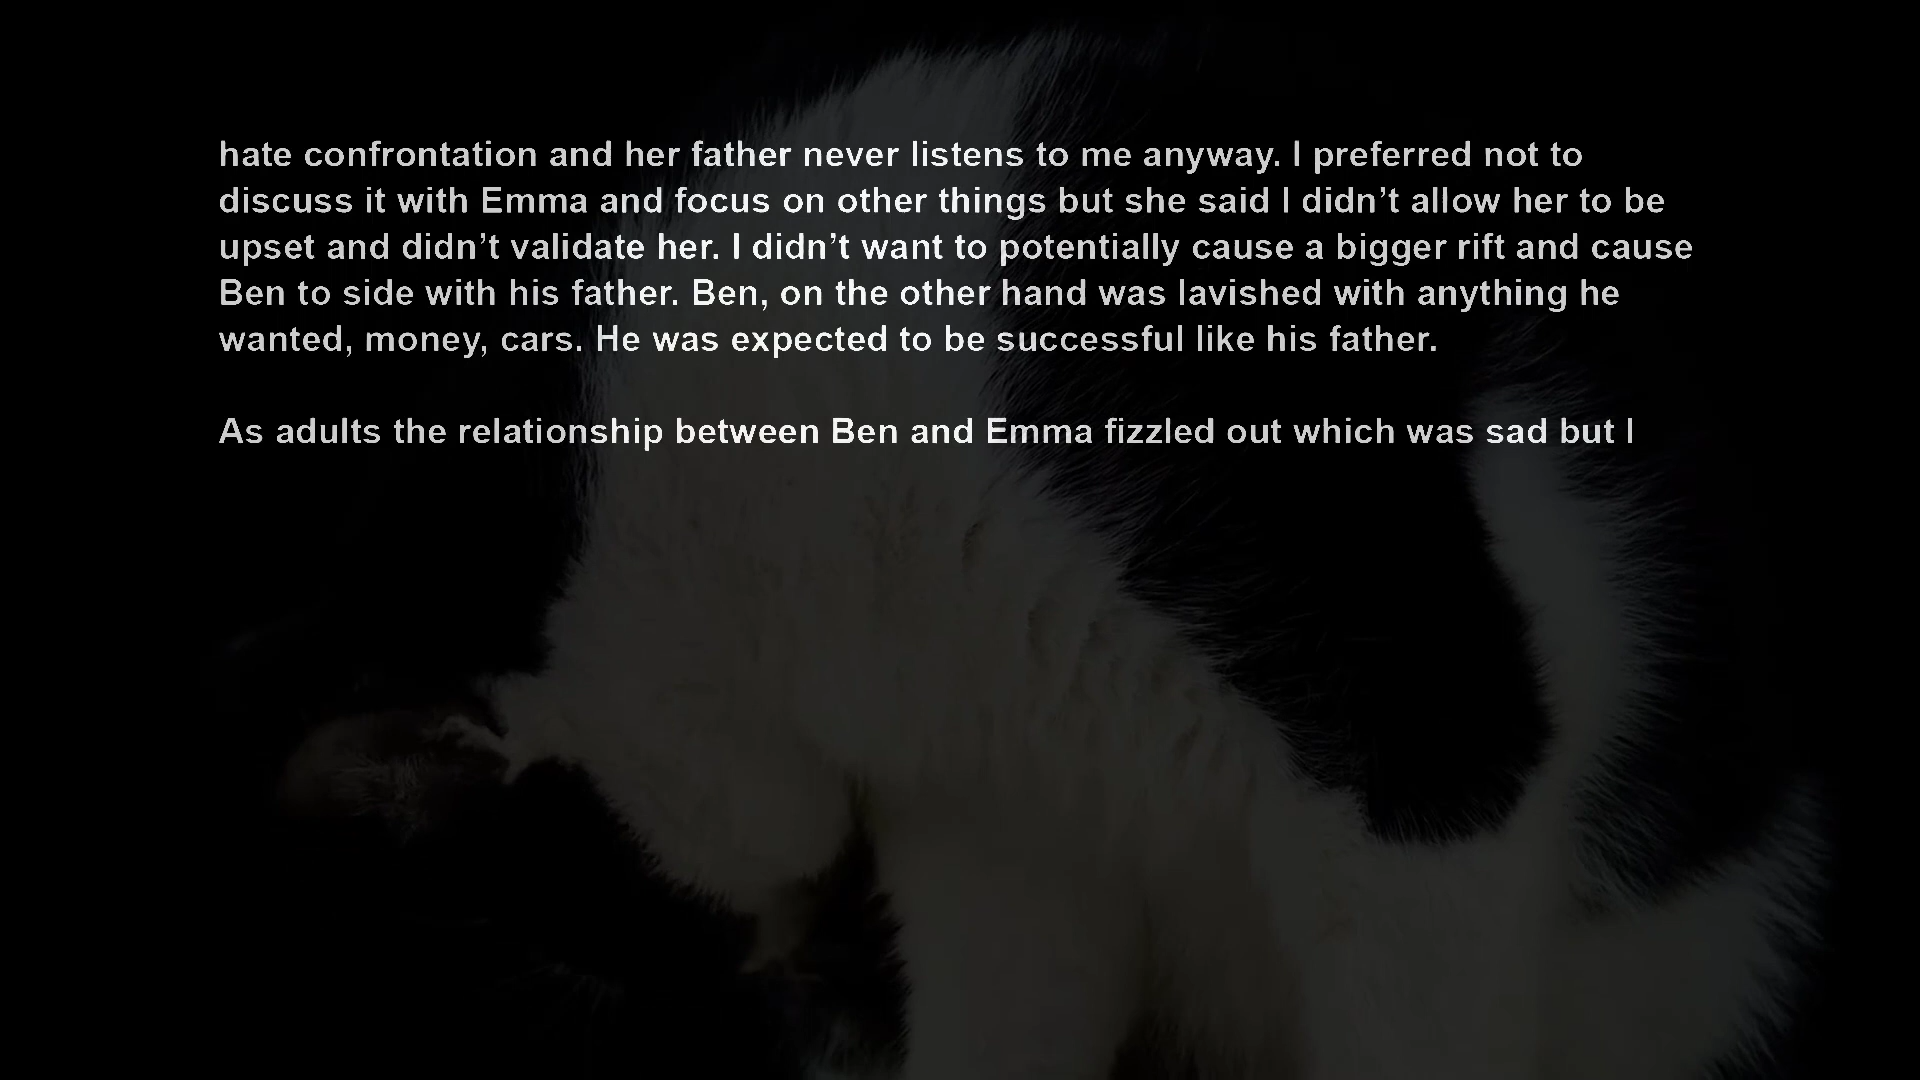 hate confrontation and her father never listens to me anyway. I preferred not to
discuss it with Emma and focus on other things but she said I didn’t allow her to be
upset and didn’t validate her. I didn’t want to potentially cause a bigger rift and cause
Ben to side with his father. Ben, on the other hand was lavished with anything he
wanted, money, cars. He was expected to be successful like his father.
As adults the relationship between Ben and Emma fizzled out which was sad but I